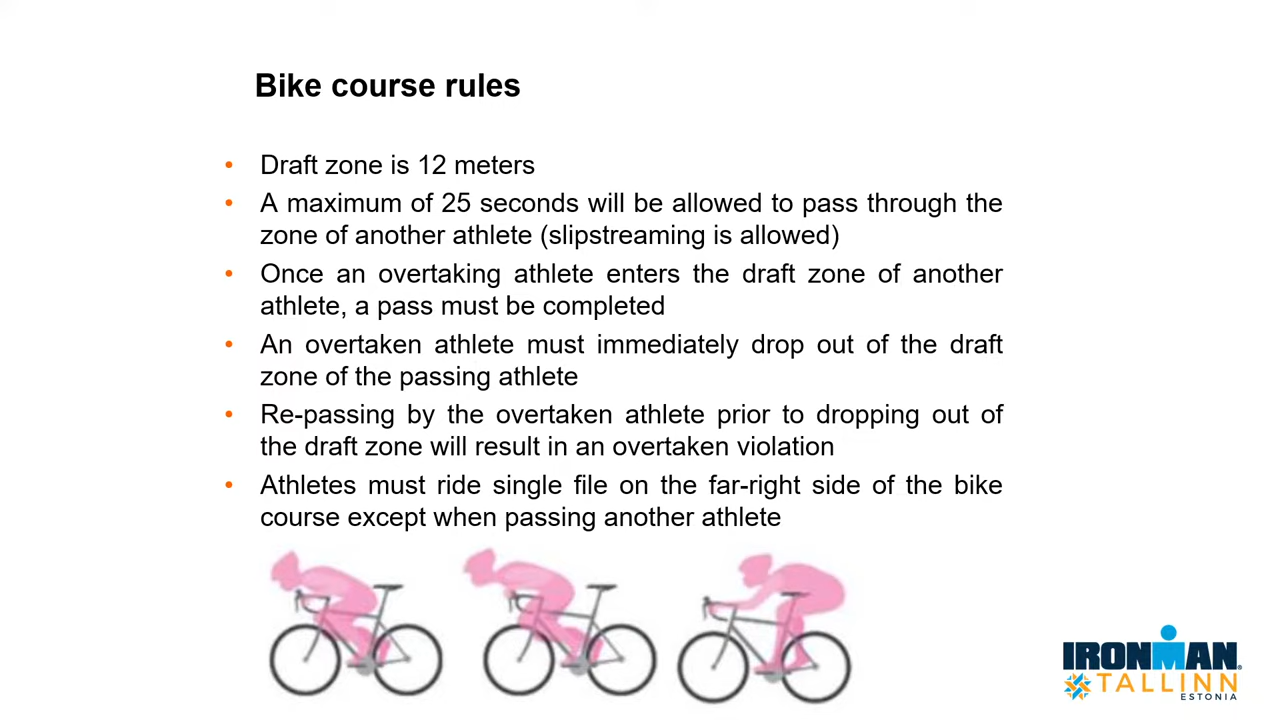 Bike course rules
• Draft zone is 12 meters
• A maximum of 25 seconds will be allowed to pass through the
zone of another athlete (slipstreaming is allowed)
• Once an overtaking athlete enters the draft zone of another
athlete, a pass must be completed
• An overtaken athlete must immediately drop out of the draft
zone of the passing athlete
• Re-passing by the overtaken athlete prior to dropping out of
the draft zone will result in an overtaken violation
• Athletes must ride single file on the far-right side of the bike
course except when passing another athlete
IRONMAN®
TALLINN
ESTONIA